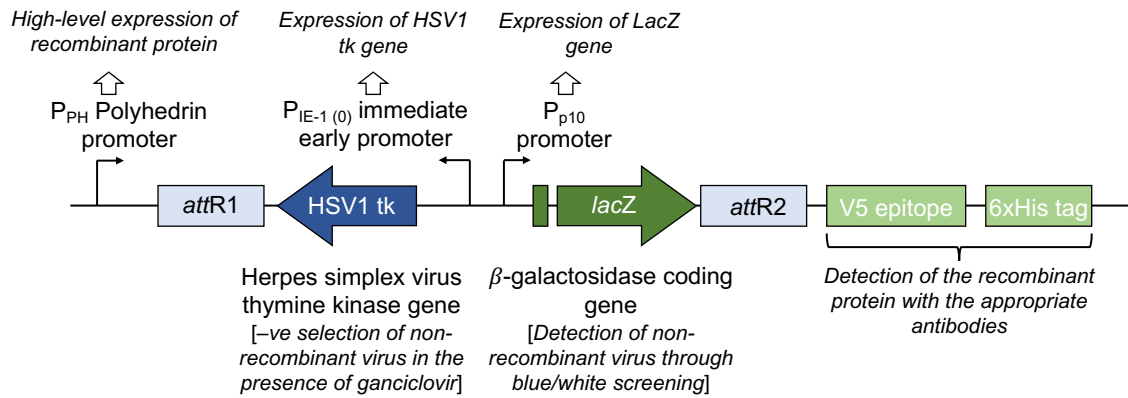 High-level expression of
recombinant protein
Expression of HSV1
tk gene
Expression of LacZ
gene
P_PH Polyhedrin
promoter
P_IE-1 (0) immediate
early promoter
P_p10
promoter
attR1
HSV1 tk
lacZ
attR2
V5 epitope
6xHis tag
Herpes simplex virus
thymine kinase gene
[–ve selection of non-
recombinant virus in the
presence of ganciclovir]
β-galactosidase coding
gene
[Detection of non-
recombinant virus through
blue/white screening]
Detection of the recombinant
protein with the appropriate
antibodies